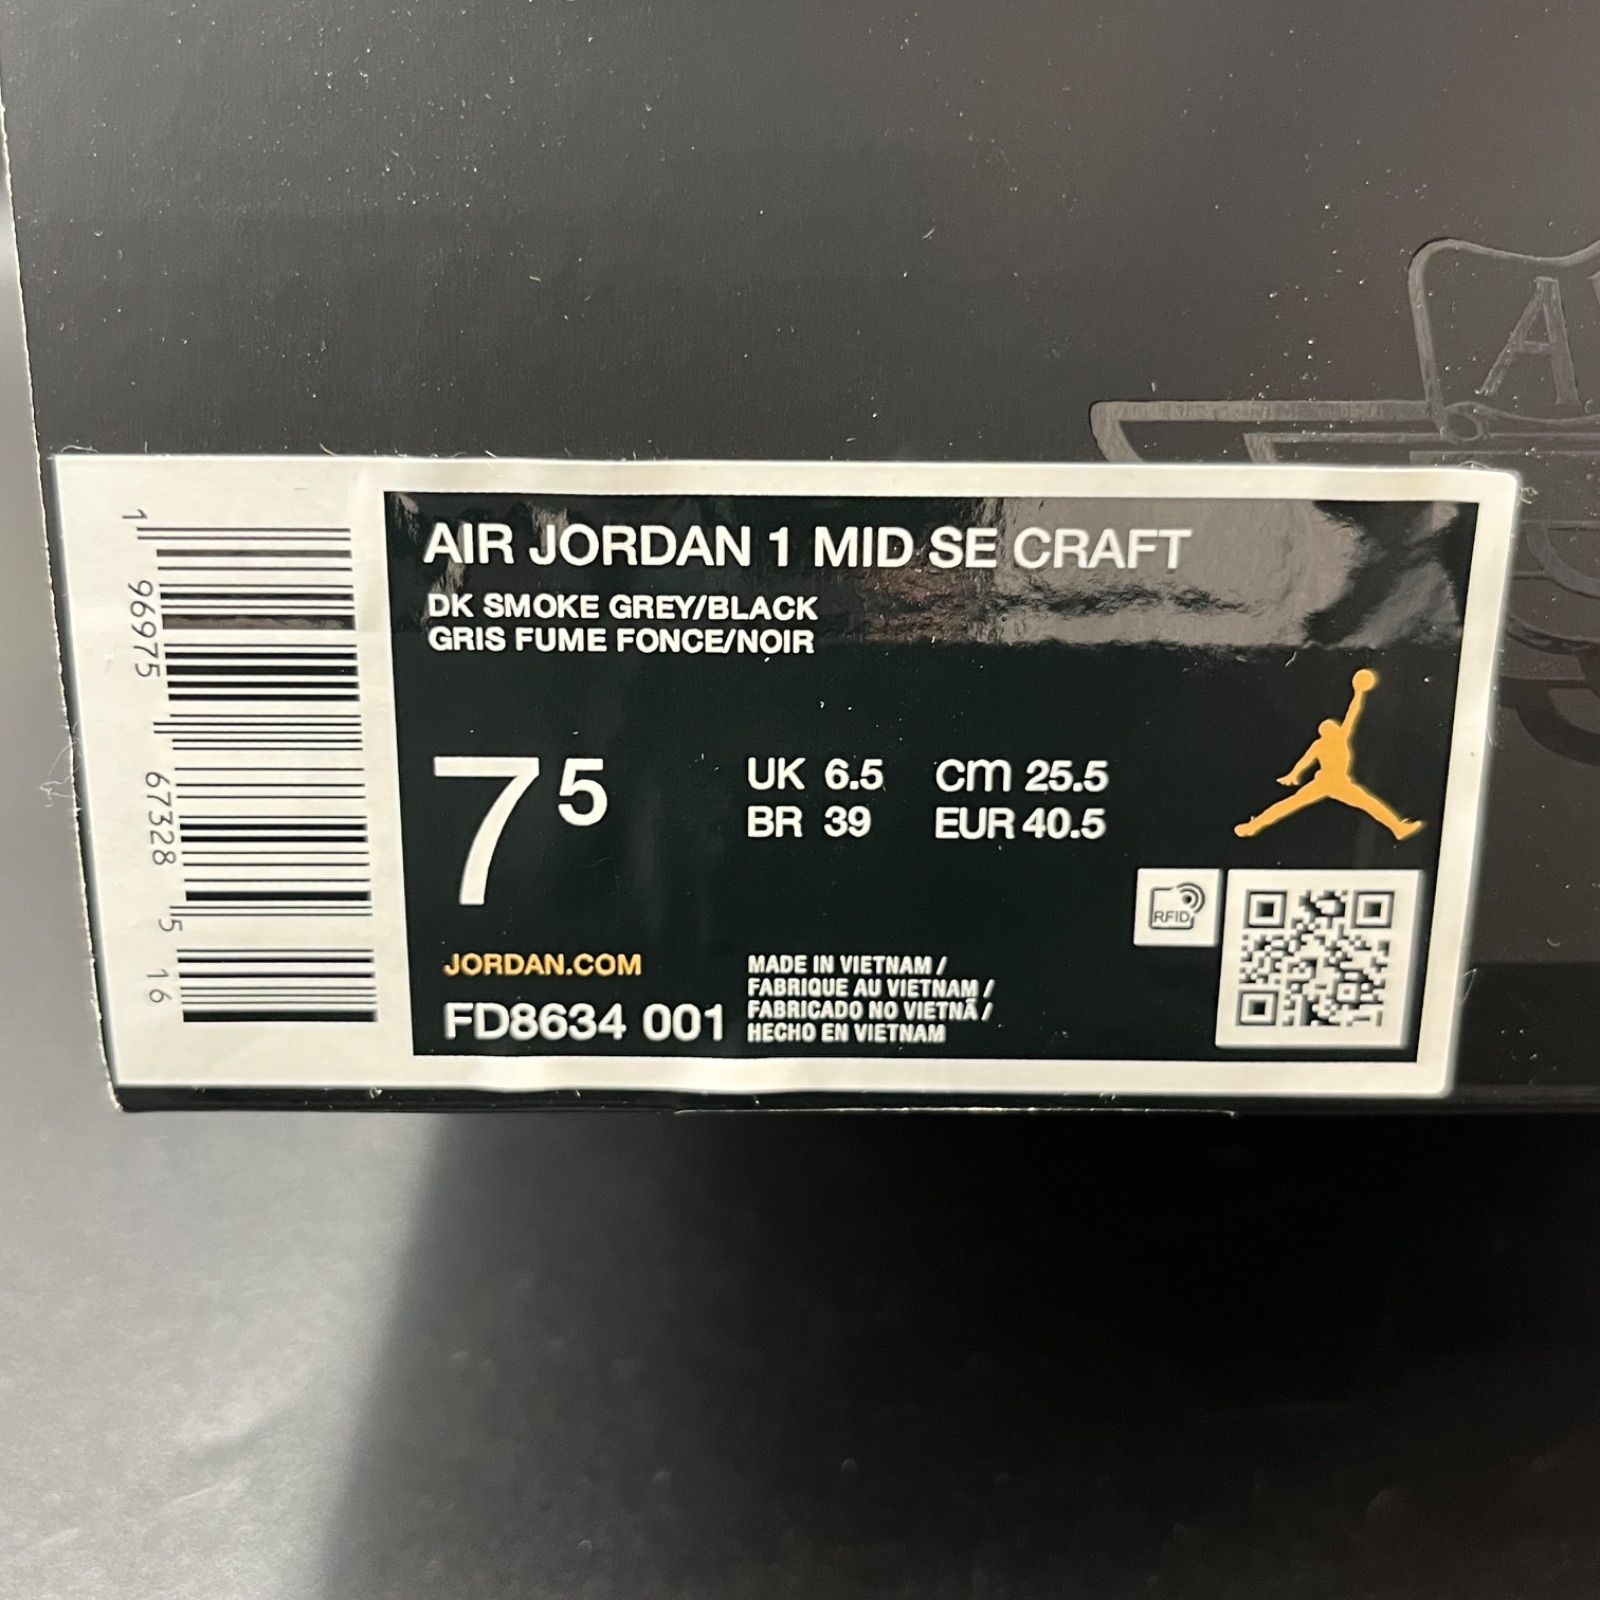 A
AIR JORDAN 1 MID SE CRAFT
DK SMOKE GREY/BLACK
GRIS FUME FONCE/NOIR
7 5
UK 6.5 cm 25.5
BR 39 EUR 40.5
RFID
JORDAN.COM
FD8634 001
MADE IN VIETNAM /
FABRIQUE AU VIETNAM /
FABRICADO NO VIETNÃ /
HECHO EN VIETNAM
1 96975 67328 5 16